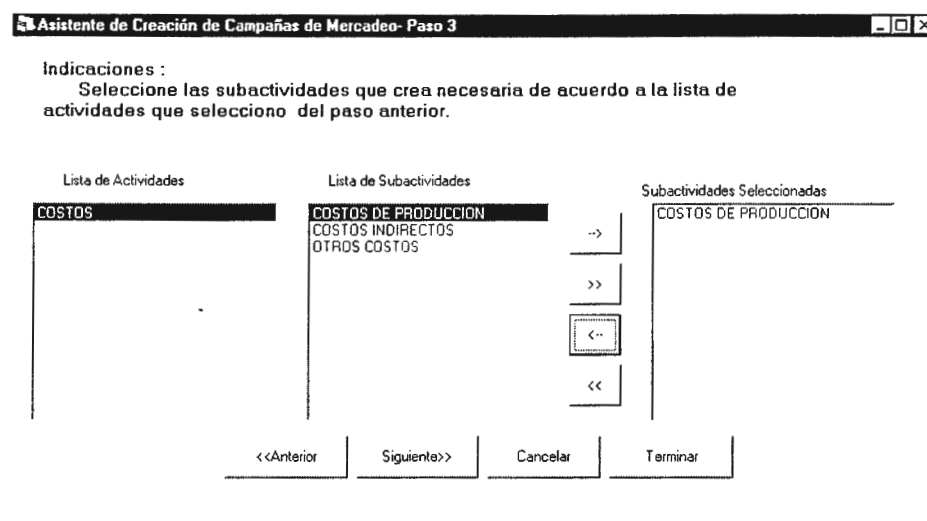 Asistente de Creación de Campañas de Mercadeo- Paso 3
Indicaciones :
Seleccione las subactividades que crea necesaria de acuerdo a la lista de
actividades que selecciono del paso anterior.
Lista de Actividades
COSTOS
Lista de Subactividades
COSTOS DE PRODUCCION
COSTOS INDIRECTOS
OTROS COSTOS
-->
>>
<--
<<
Subactividades Seleccionadas
COSTOS DE PRODUCCION
<<Anterior
Siguiente>>
Cancelar
Terminar